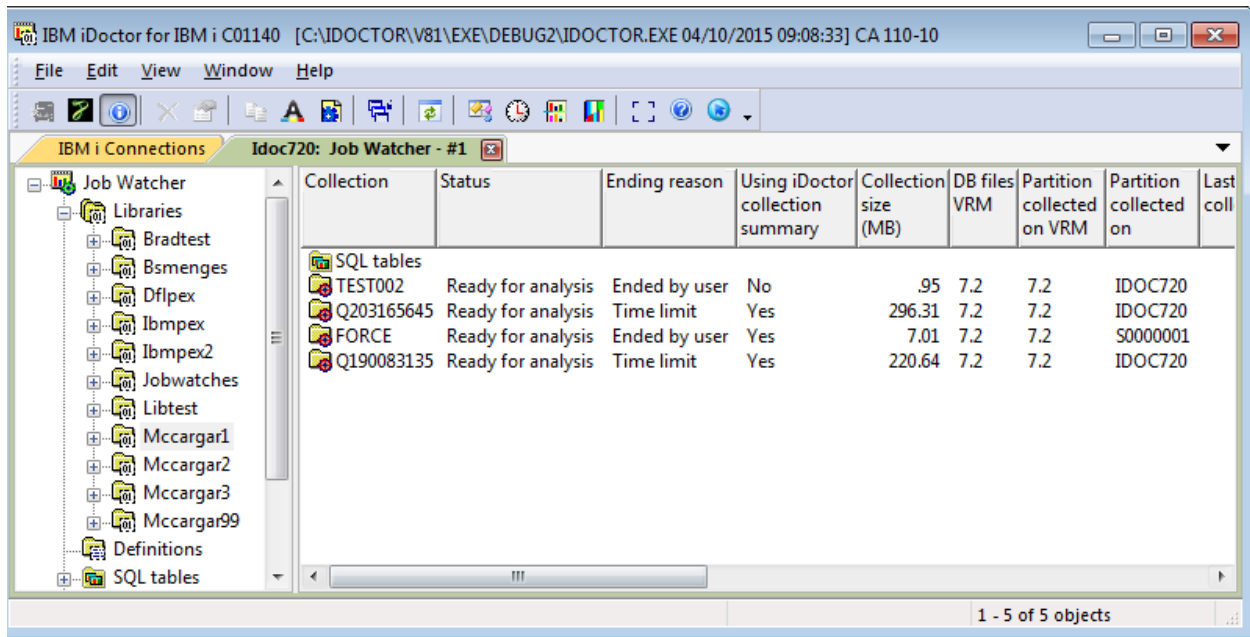 IBM iDoctor for IBM i C01140 [C:\IDOCTOR\V81\EXE\DEBUG2\IDOCTOR.EXE 04/10/2015 09:08:33] CA 110-10
File Edit View Window Help
IBM i Connections Idoc720: Job Watcher - #1
Job Watcher
Libraries
Bradtest
Bsmenges
Dflpex
Ibmpex
Ibmpex2
Jobwatches
Libtest
Mccargar1
Mccargar2
Mccargar3
Mccargar99
Definitions
SQL tables
Collection Status Ending reason Using iDoctor Collection DB files Partition Partition Last
collection size VRM collected collected coll
summary (MB) on VRM on
SQL tables
TEST002 Ready for analysis Ended by user No .95 7.2 7.2 IDOC720
Q203165645 Ready for analysis Time limit Yes 296.31 7.2 7.2 IDOC720
FORCE Ready for analysis Ended by user Yes 7.01 7.2 7.2 S0000001
Q190083135 Ready for analysis Time limit Yes 220.64 7.2 7.2 IDOC720
1 - 5 of 5 objects